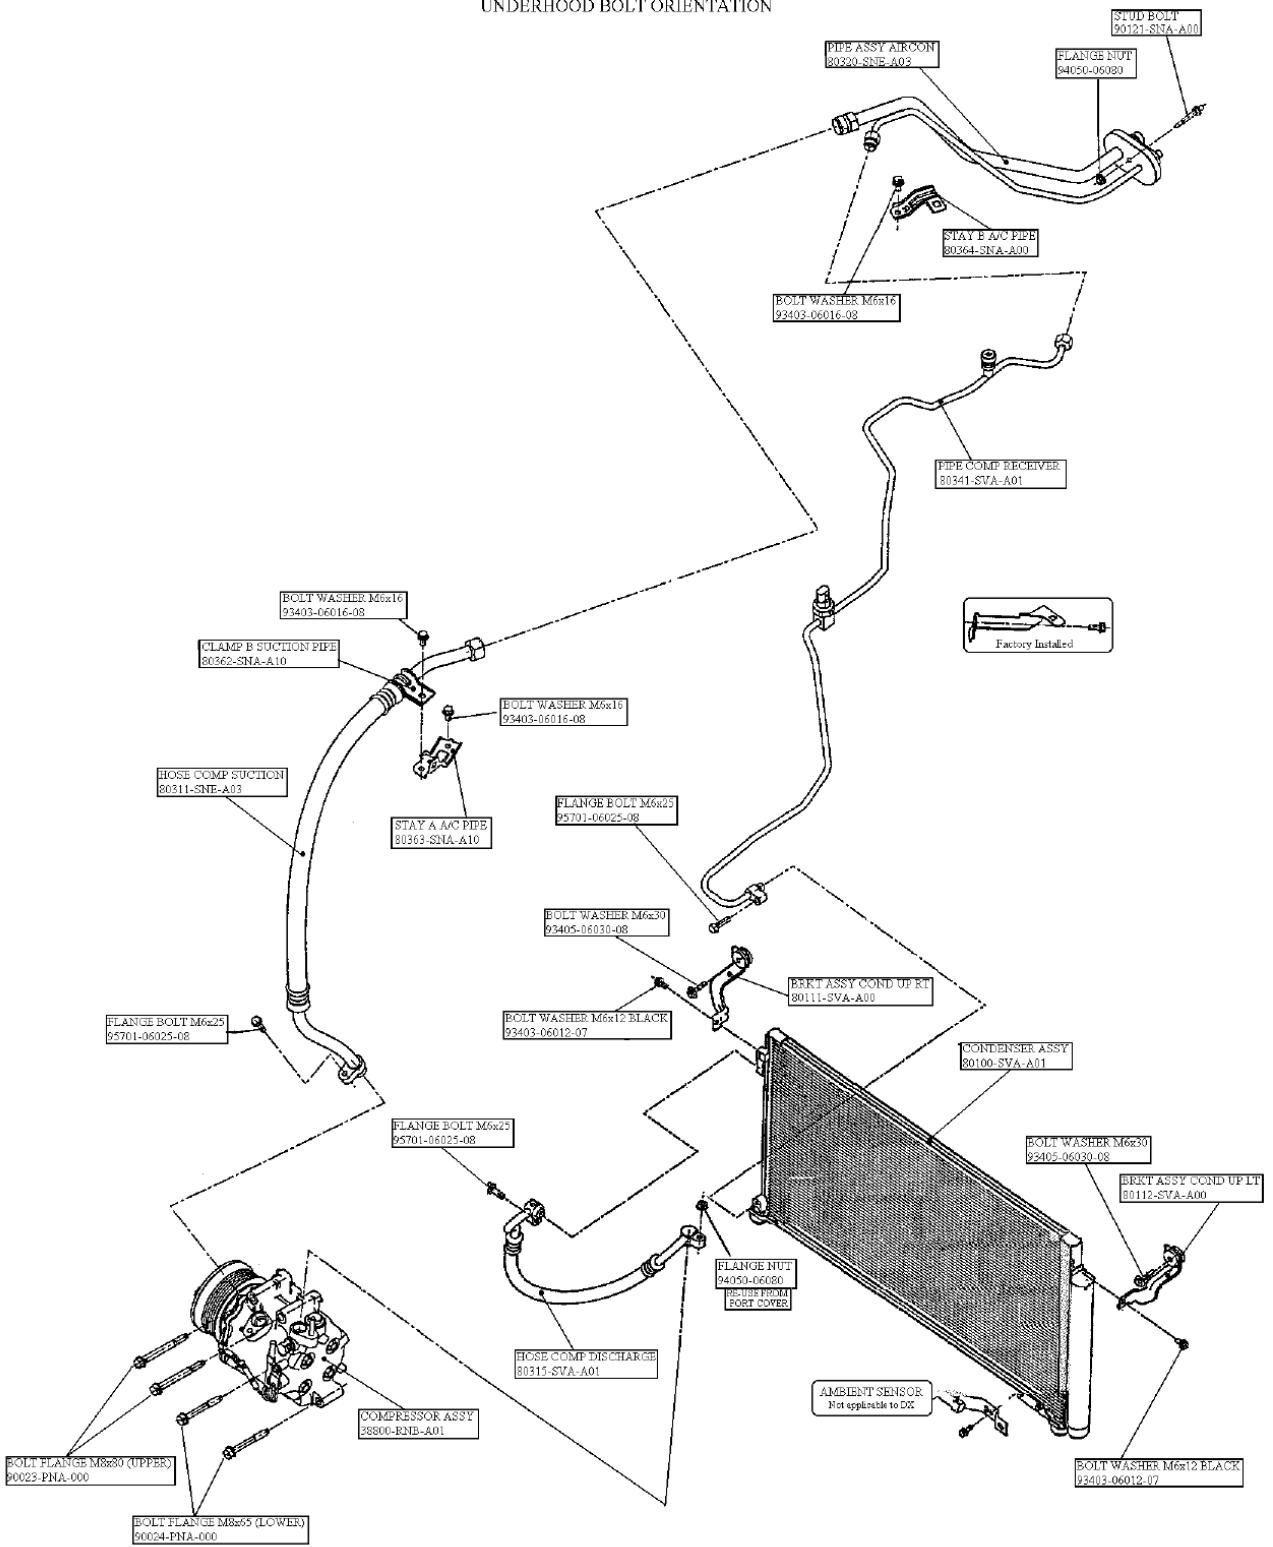 UNDERHOOD BOLT ORIENTATION
STUD BOLT
90121-SNA-A00
PIPE ASSY AIRCON
80320-SNE-A03
FLANGE NUT
94050-06080
STAY B A/C PIPE
80364-SNA-A00
BOLT WASHER M6x16
93403-06016-08
PIPE COMP RECEIVER
80341-SVA-A01
BOLT WASHER M6x16
93403-06016-08
CLAMP B SUCTION PIPE
80362-SNA-A10
Factory Installed
BOLT WASHER M6x16
93403-06016-08
HOSE COMP SUCTION
80311-SNE-A03
STAY A A/C PIPE
80363-SNA-A10
FLANGE BOLT M6x25
95701-06025-08
BOLT WASHER M6x30
93405-06030-08
BRKT ASSY COND UP RT
80111-SVA-A00
BOLT WASHER M6x12 BLACK
93403-06012-07
FLANGE BOLT M6x25
95701-06025-08
CONDENSER ASSY
80100-SVA-A01
FLANGE BOLT M6x25
95701-06025-08
BOLT WASHER M6x30
93405-06030-08
BRKT ASSY COND UP LT
80112-SVA-A00
FLANGE NUT
94050-06080
RE-USE FROM
PORT COVER
HOSE COMP DISCHARGE
80315-SVA-A01
AMBIENT SENSOR
Not applicable to DX
COMPRESSOR ASSY
38800-RNB-A01
BOLT FLANGE M8x80 (UPPER)
90023-PNA-000
BOLT WASHER M6x12 BLACK
93403-06012-07
BOLT FLANGE M8x65 (LOWER)
90024-PNA-000